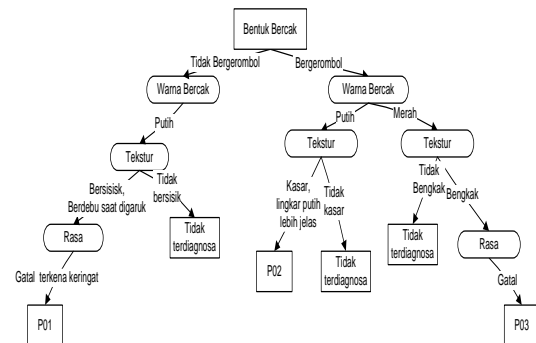 Bentuk Bercak
Tidak Bergerombol
Bergerombol
Warna Bercak
Warna Bercak
Putih
Putih
Merah
Tekstur
Tekstur
Tekstur
Bersisisk,
Berdebu saat digaruk
Tidak
bersisik
Kasar,
lingkar putih
lebih jelas
Tidak
kasar
Tidak
Bengkak
Bengkak
Rasa
Tidak
terdiagnosa
Tidak
terdiagnosa
Rasa
Gatal terkena keringat
P02
Tidak
terdiagnosa
Gatal
P01
P03